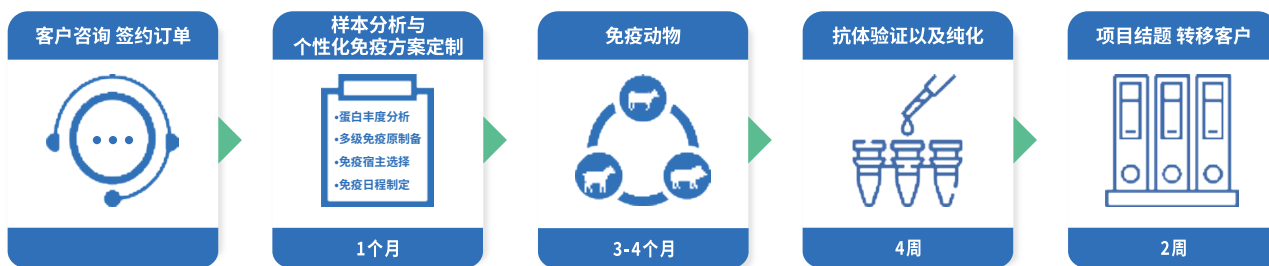 客户咨询 签约订单
样本分析与
个性化免疫方案定制
•蛋白丰度分析
•多级免疫原制备
•免疫宿主选择
•免疫日程制定
1个月
免疫动物
3-4个月
抗体验证以及纯化
4周
项目结题 转移客户
2周